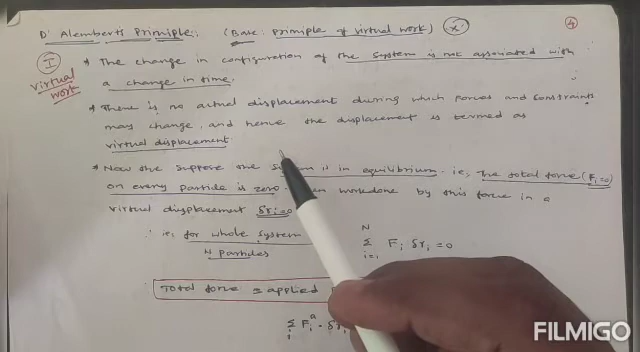 D' Alembert's Principle:. (Base: Principle of virtual work) (x)
4
I
virtual work
* The change in configuration of the system is not associated with
a change in time.
* There is no actual displacement during which forces and constraints
may change, and hence the displacement is termed as
virtual displacement
* Now the suppose the system is in equilibrium. ie, the total force (Fi=0)
on every particle is zero. workdone by this force in a
virtual displacement δri=0
∴ ie, for whole system
N particles
N Σ i=1 Fi δri = 0
Total force = applied
Σ i Fi^a . δri
FILMIGO